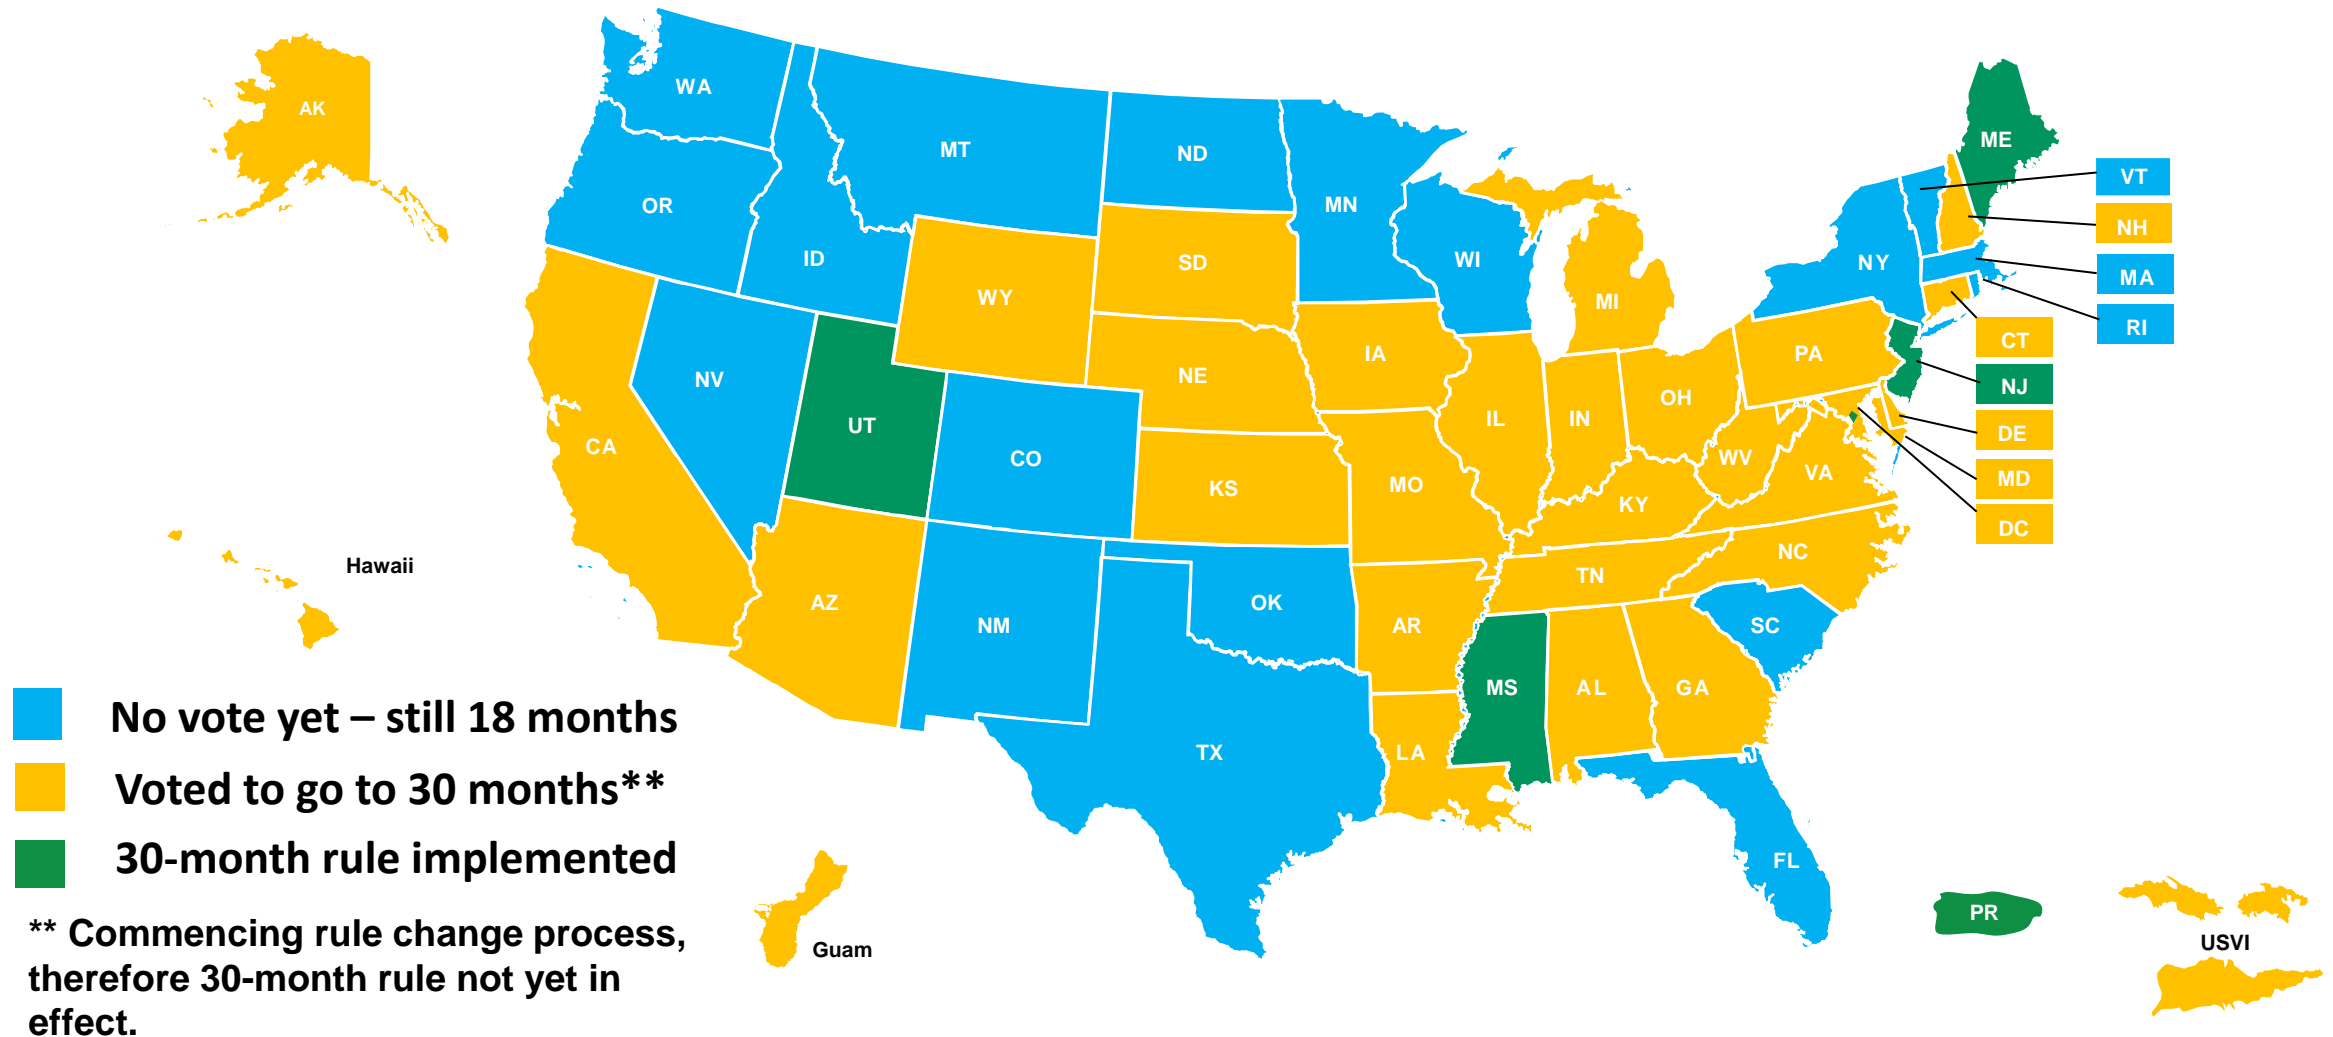 AK
WA
MT
ND
ME
VT
OR
MN
NH
ID
SD
WI
NY
MA
WY
MI
RI
CT
IA
PA
NV
NE
NJ
UT
OH
IL
IN
DE
CA
CO
WV
VA
MD
KS
MO
KY
DC
NC
Hawaii
TN
AZ
OK
NM
AR
SC
MS
AL
GA
TX
LA
FL
PR
Guam
USVI
No vote yet – still 18 months
Voted to go to 30 months**
30-month rule implemented
** Commencing rule change process,
therefore 30-month rule not yet in
effect.